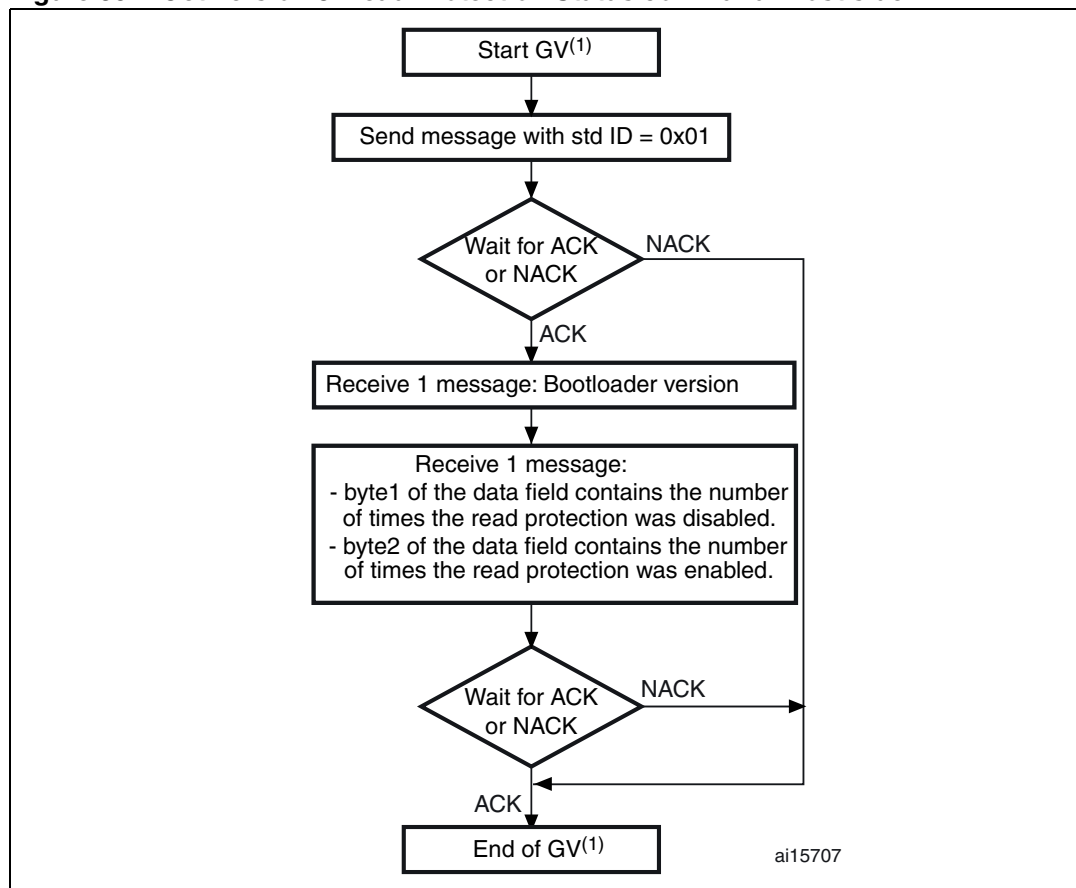 Start GV(1)
Send message with std ID = 0x01
Wait for ACK
or NACK
NACK
ACK
Receive 1 message: Bootloader version
Receive 1 message:
- byte1 of the data field contains the number
of times the read protection was disabled.
- byte2 of the data field contains the number
of times the read protection was enabled.
Wait for ACK
or NACK
NACK
ACK
End of GV(1)
ai15707